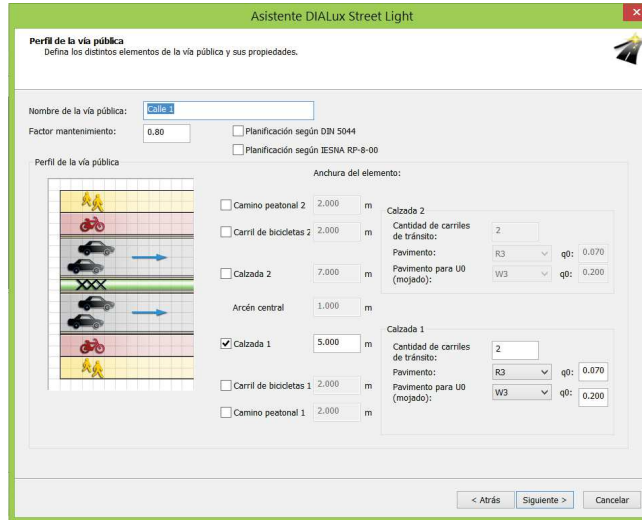 Asistente DIALux Street Light
Perfil de la vía pública
Defina los distintos elementos de la vía pública y sus propiedades.
Nombre de la vía pública: Calle 1
Factor mantenimiento: 0.80 Planificación según DIN 5044
Planificación según IESNA RP-8-00
Perfil de la vía pública
Anchura del elemento:
Camino peatonal 2 2.000 m
Carril de bicicletas 2 2.000 m
Calzada 2 7.000 m
Arcén central 1.000 m
Calzada 1 5.000 m
Carril de bicicletas 1 2.000 m
Camino peatonal 1 2.000 m
XXX
Calzada 2
Cantidad de carriles
de tránsito: 2
Pavimento: R3 q0: 0.070
Pavimento para U0
(mojado): W3 q0: 0.200
Calzada 1
Cantidad de carriles
de tránsito: 2
Pavimento: R3 q0: 0.070
Pavimento para U0
(mojado): W3 q0: 0.200
< Atrás Siguiente > Cancelar